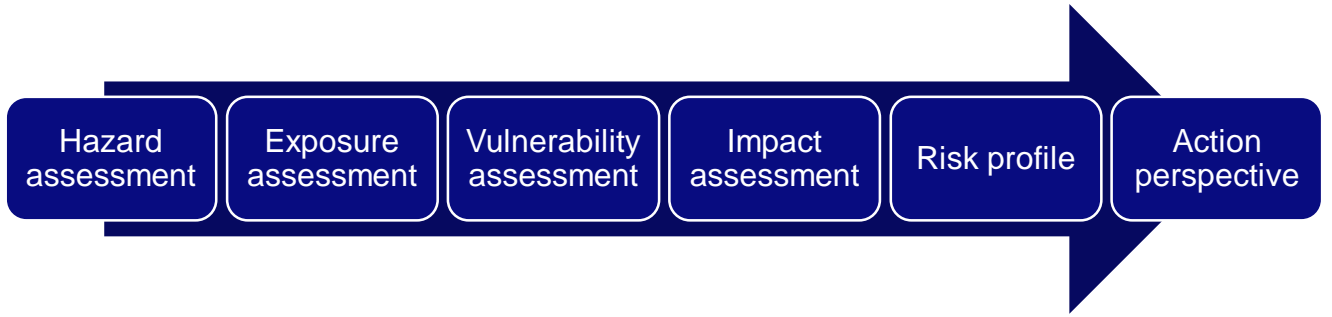 Hazard
assessment
Exposure
assessment
Vulnerability
assessment
Impact
assessment
Risk profile
Action
perspective